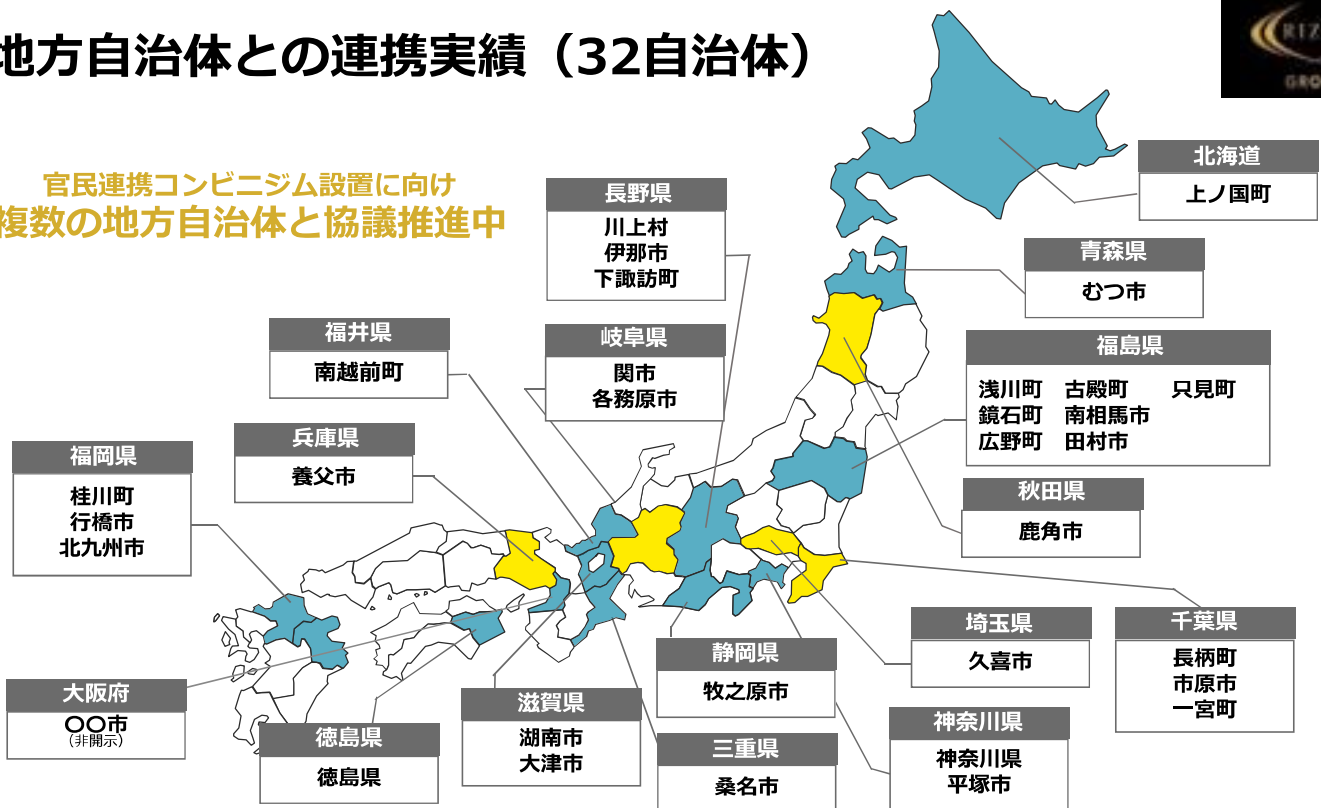 地方自治体との連携実績（32自治体）
官民連携コンビニジム設置に向け
複数の地方自治体と協議推進中
北海道
上ノ国町
青森県
むつ市
長野県
川上村
伊那市
下諏訪町
福井県
南越前町
岐阜県
関市
各務原市
福島県
浅川町 古殿町 只見町
鏡石町 南相馬市
広野町 田村市
兵庫県
養父市
福岡県
桂川町
行橋市
北九州市
秋田県
鹿角市
埼玉県
久喜市
千葉県
長柄町
市原市
一宮町
静岡県
牧之原市
大阪府
〇〇市
（非開示）
滋賀県
湖南市
大津市
徳島県
徳島県
三重県
桑名市
神奈川県
神奈川県
平塚市